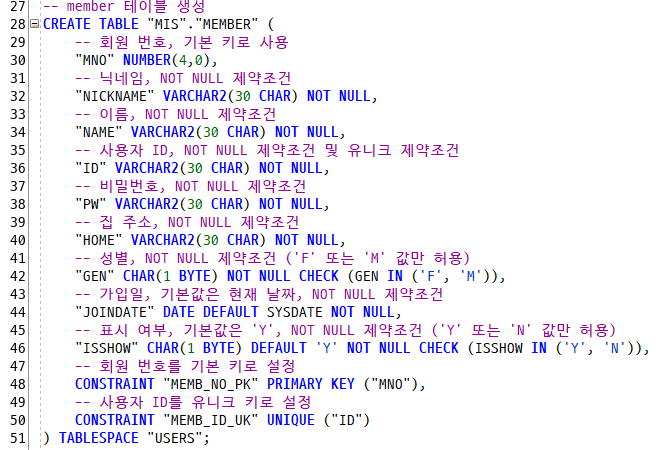 27 -- member 테이블 생성
28 CREATE TABLE "MIS"."MEMBER" (
29     -- 회원 번호, 기본 키로 사용
30     "MNO" NUMBER(4,0),
31     -- 닉네임, NOT NULL 제약조건
32     "NICKNAME" VARCHAR2(30 CHAR) NOT NULL,
33     -- 이름, NOT NULL 제약조건
34     "NAME" VARCHAR2(30 CHAR) NOT NULL,
35     -- 사용자 ID, NOT NULL 제약조건 및 유니크 제약조건
36     "ID" VARCHAR2(30 CHAR) NOT NULL,
37     -- 비밀번호, NOT NULL 제약조건
38     "PW" VARCHAR2(30 CHAR) NOT NULL,
39     -- 집 주소, NOT NULL 제약조건
40     "HOME" VARCHAR2(30 CHAR) NOT NULL,
41     -- 성별, NOT NULL 제약조건 ('F' 또는 'M' 값만 허용)
42     "GEN" CHAR(1 BYTE) NOT NULL CHECK (GEN IN ('F', 'M')),
43     -- 가입일, 기본값은 현재 날짜, NOT NULL 제약조건
44     "JOINDATE" DATE DEFAULT SYSDATE NOT NULL,
45     -- 표시 여부, 기본값은 'Y', NOT NULL 제약조건 ('Y' 또는 'N' 값만 허용)
46     "ISSHOW" CHAR(1 BYTE) DEFAULT 'Y' NOT NULL CHECK (ISSHOW IN ('Y', 'N')),
47     -- 회원 번호를 기본 키로 설정
48     CONSTRAINT "MEMB_NO_PK" PRIMARY KEY ("MNO"),
49     -- 사용자 ID를 유니크 키로 설정
50     CONSTRAINT "MEMB_ID_UK" UNIQUE ("ID")
51 ) TABLESPACE "USERS";